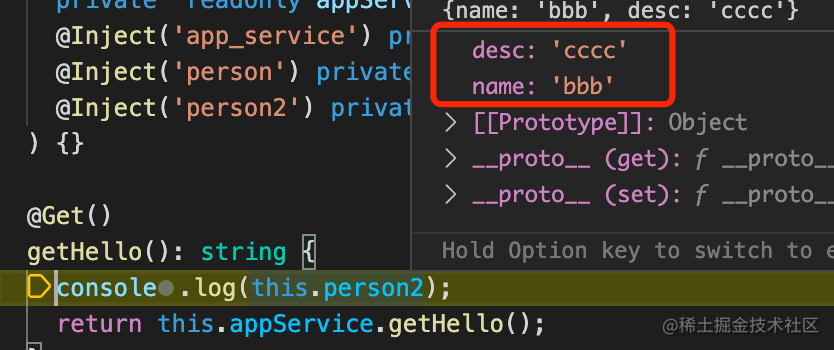 private readonly appServ
{name: 'bbb', desc: 'cccc'}
@Inject('app_service') pr
desc: 'cccc'
@Inject('person') private
name: 'bbb'
@Inject('person2') privat
> [[Prototype]]: Object
) {}
> __proto__ (get): ƒ __proto_
> __proto__ (set): ƒ __proto_
@Get()
getHello(): string {
Hold Option key to switch to e
console.log(this.person2);
return this.appService.getHello();
@稀土掘金技术社区
}